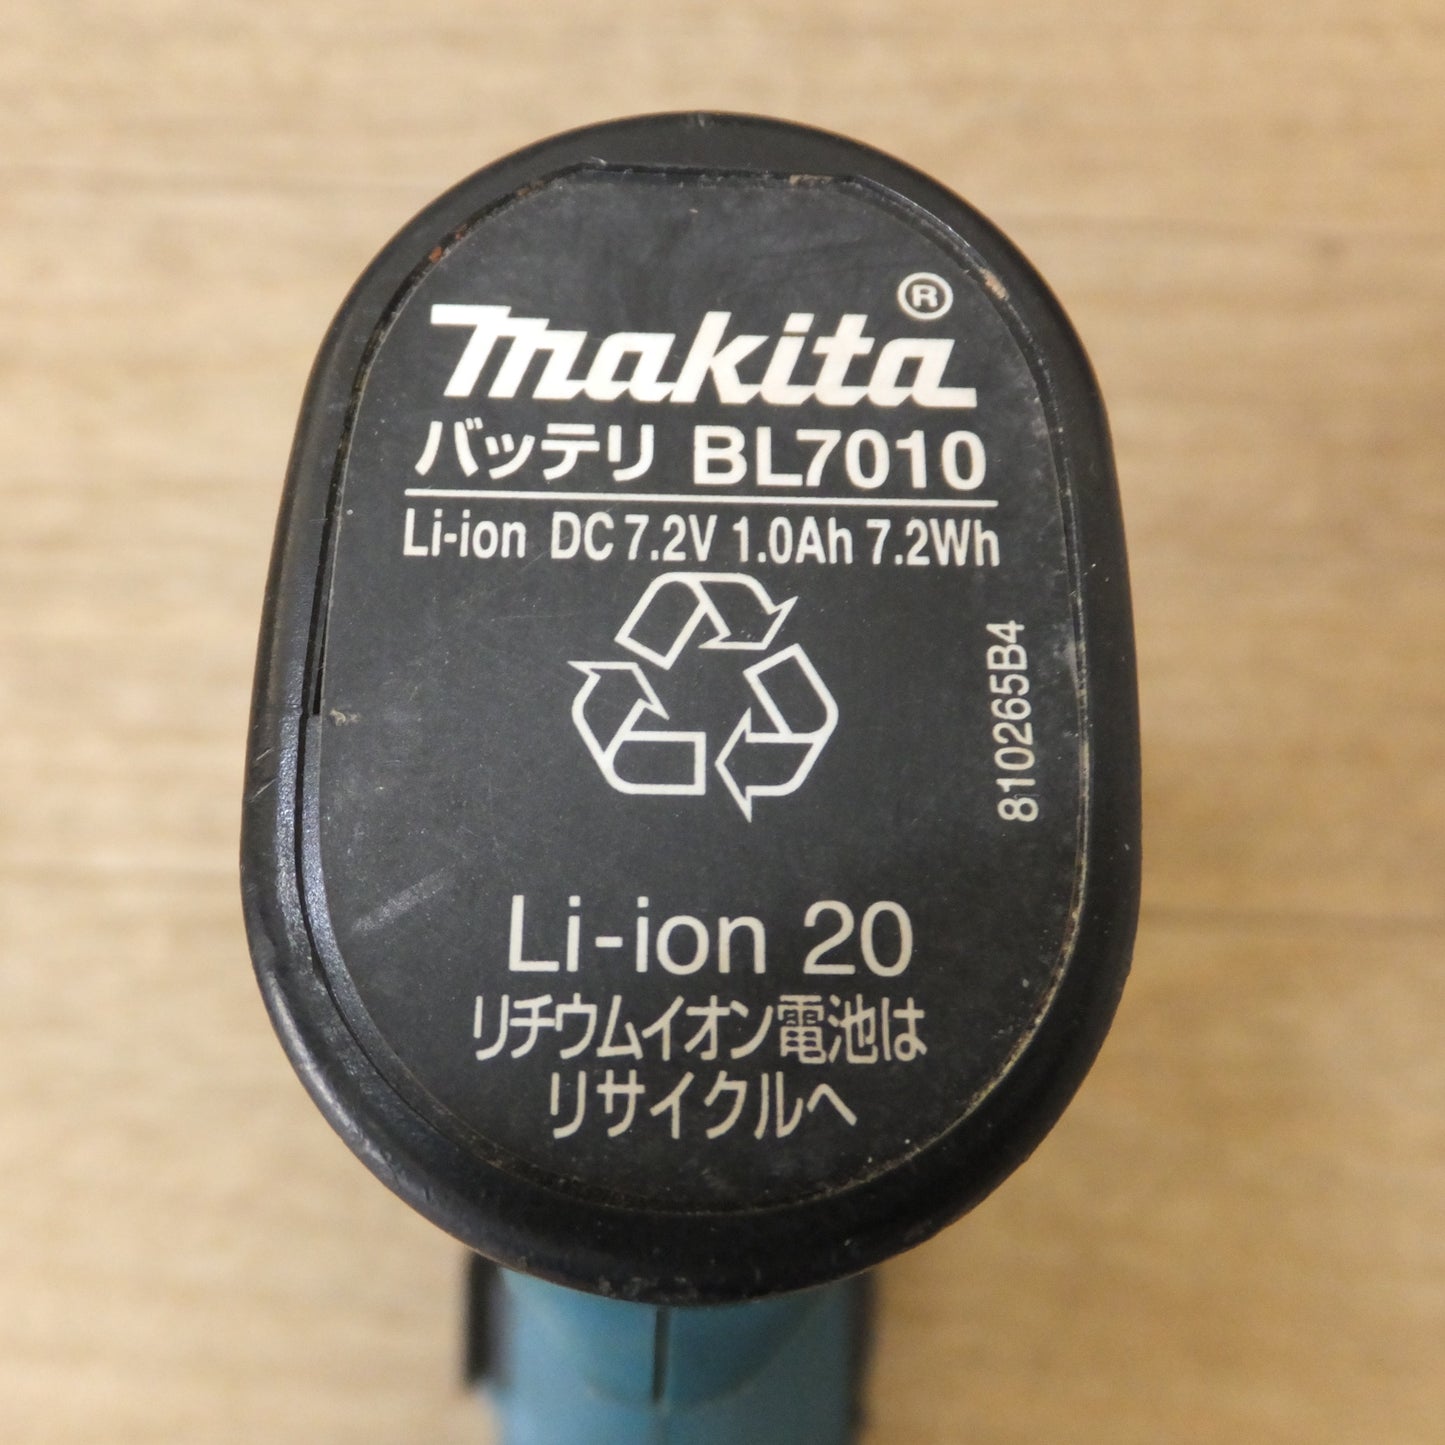 makita®
バッテリ BL7010
Li-ion DC 7.2V 1.0Ah 7.2Wh
810265B4
Li-ion 20
リチウムイオン電池は
リサイクルへ